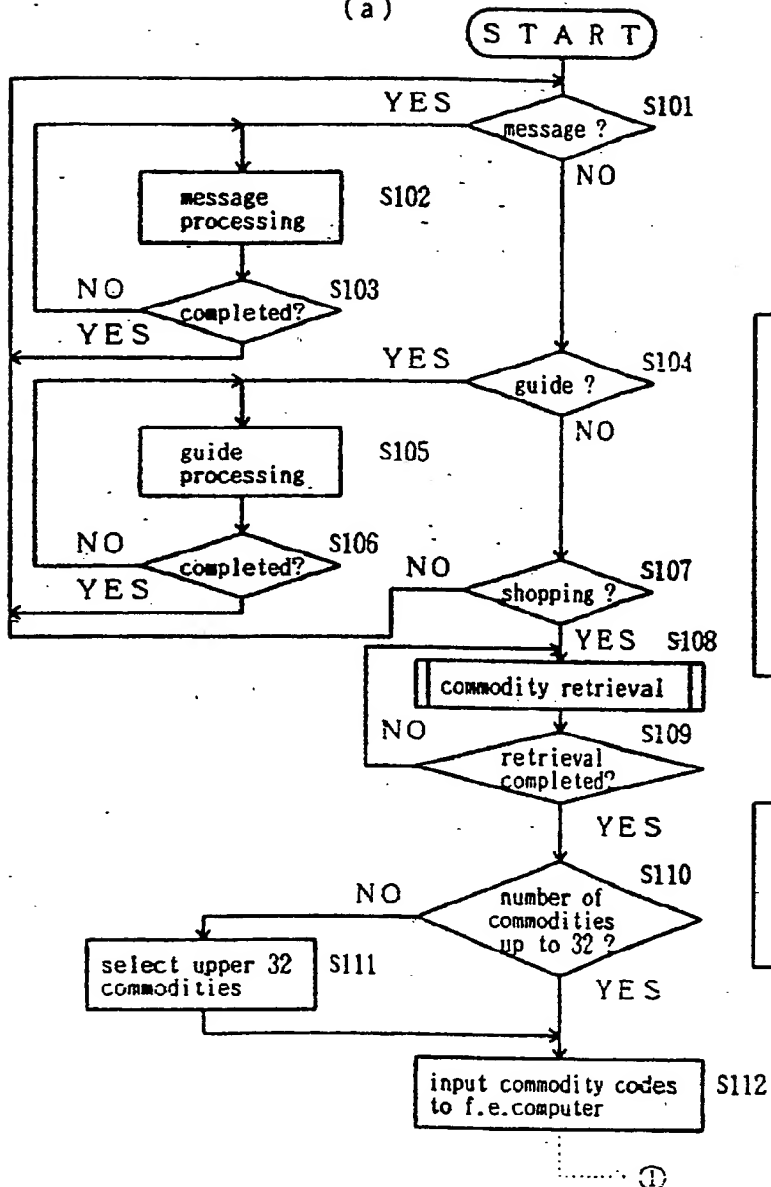 (a)
START
YES
S101
message ?
NO
message
processing
S102
NO
completed?
S103
YES
YES
S104
guide ?
NO
guide
processing
S105
NO
completed?
S106
YES
NO
S107
shopping ?
YES
S108
commodity retrieval
NO
S109
retrieval
completed?
YES
S110
NO
number of
commodities
up to 32 ?
select upper 32
commodities
S111
YES
input commodity codes
to f.e.computer
S112
①